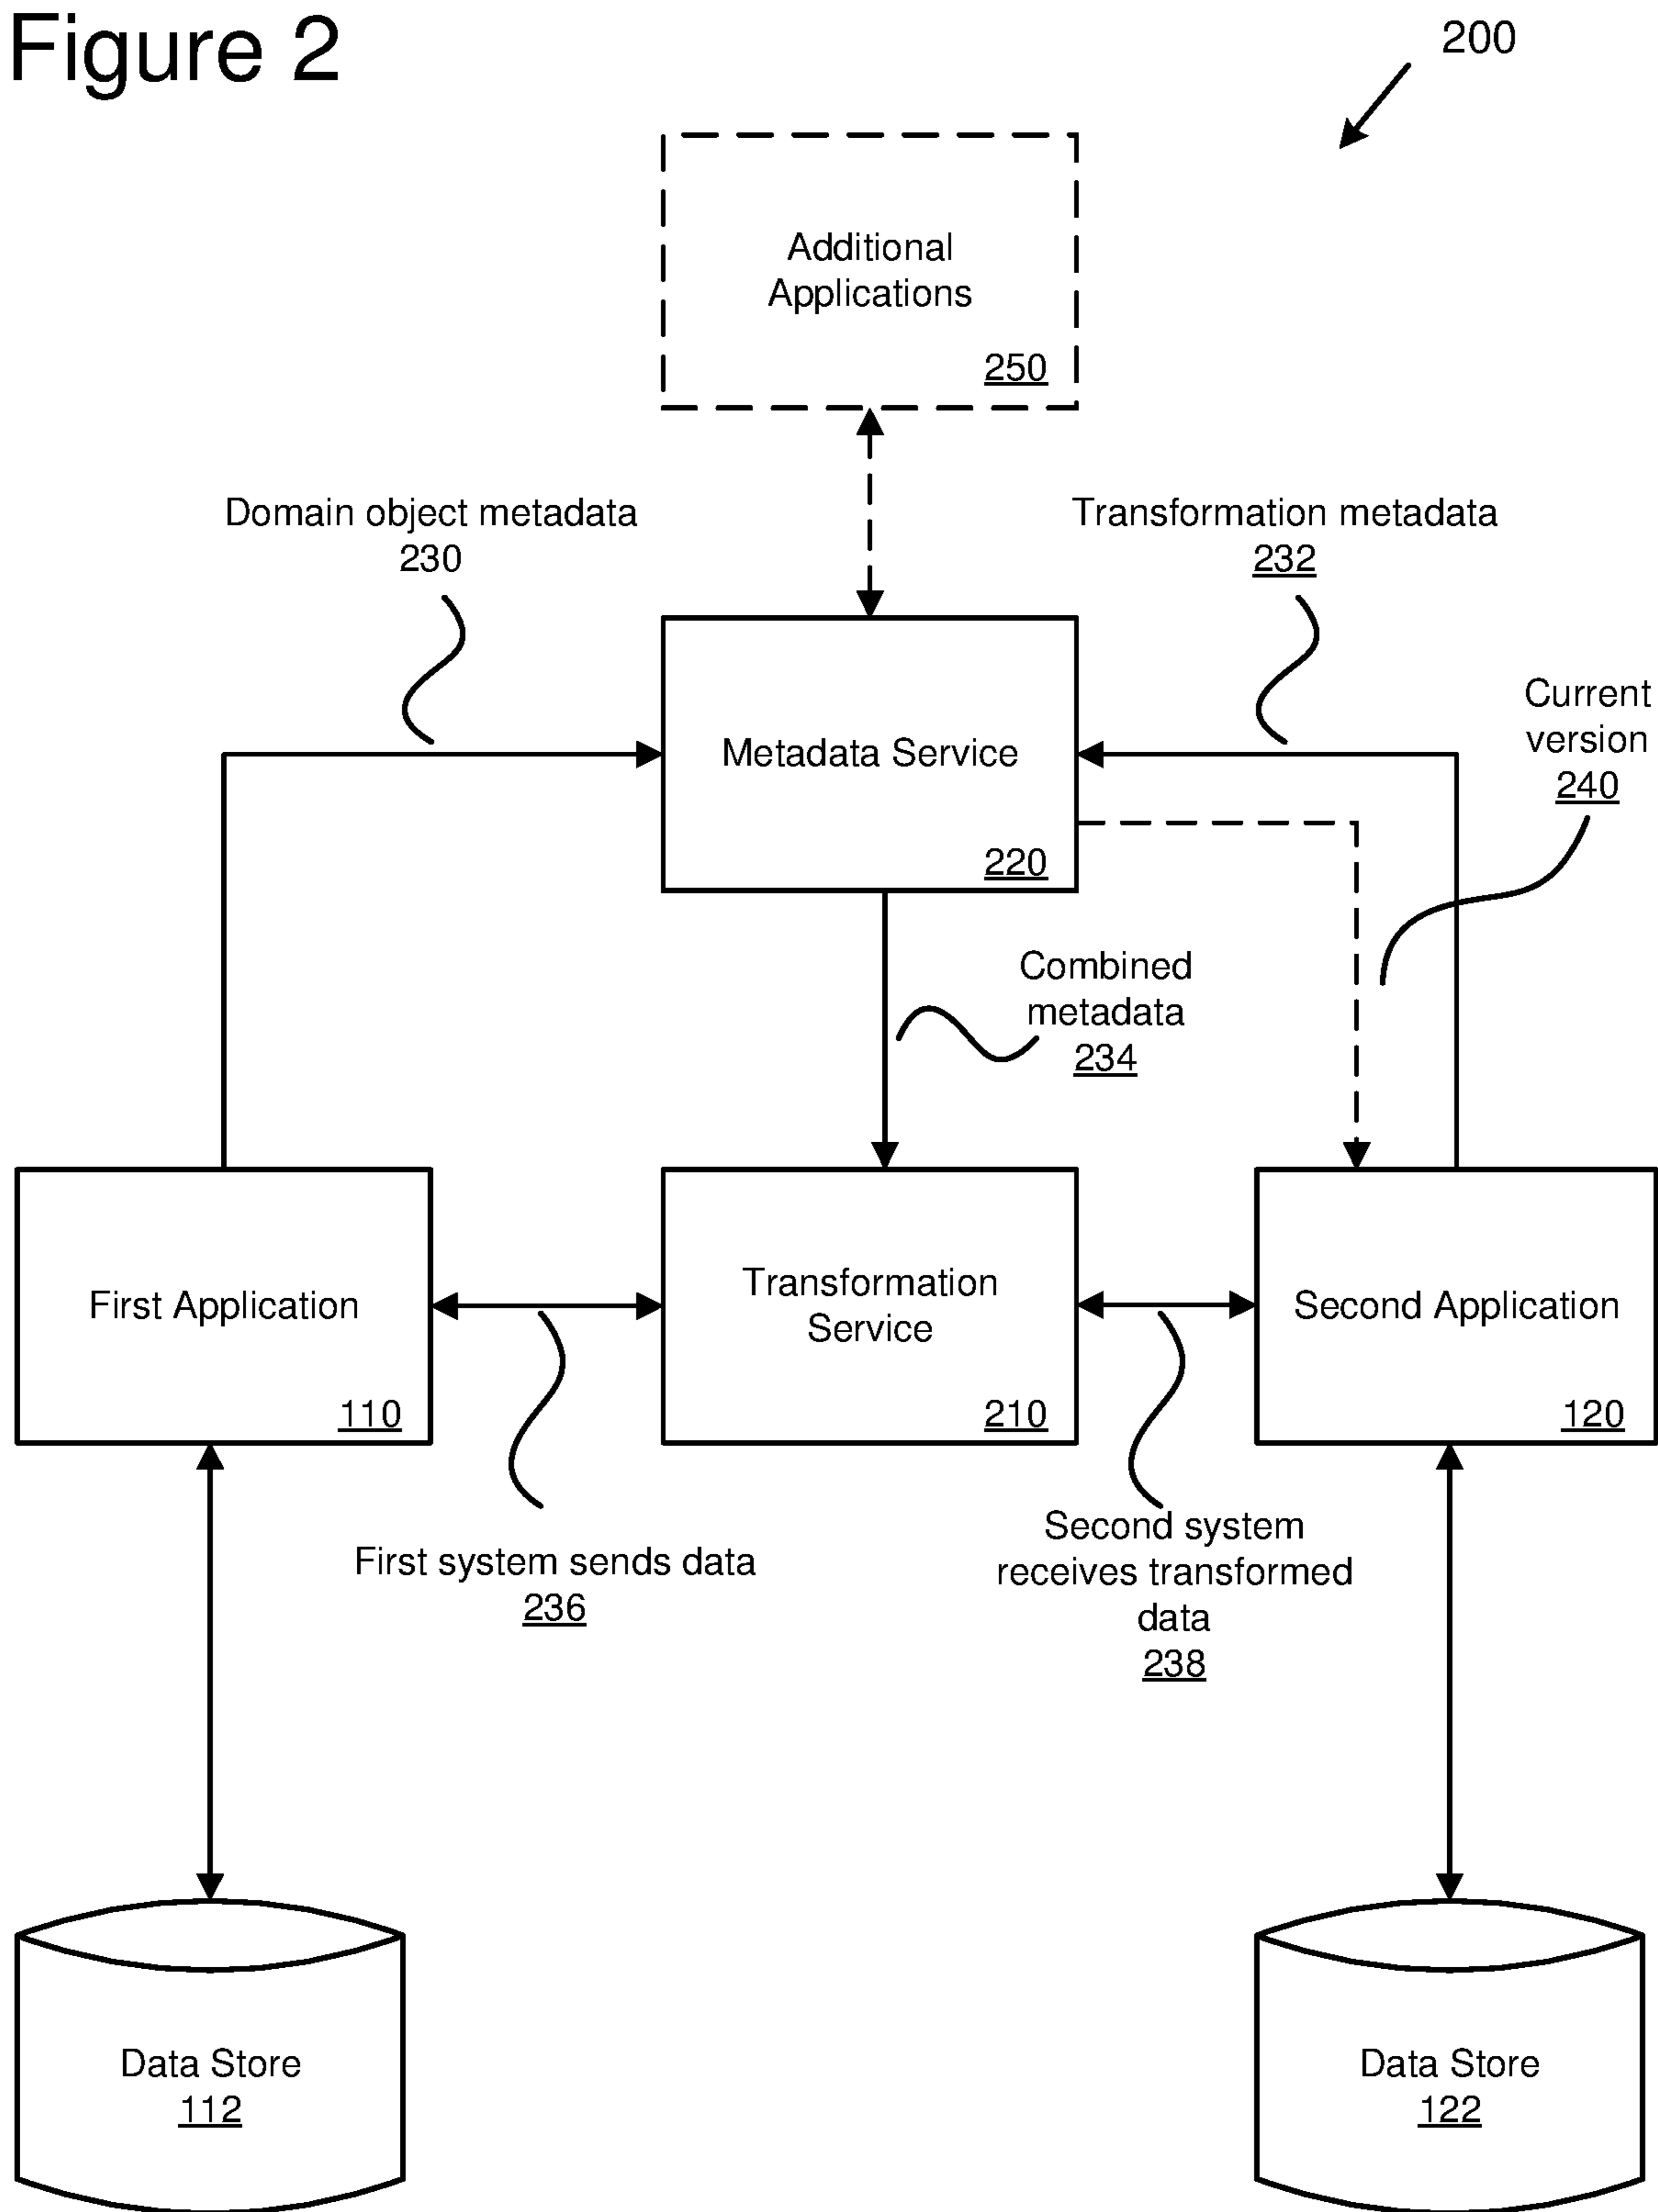 Figure 2
200
Additional
Applications
250
Domain object metadata
230
Transformation metadata
232
Current
version
240
Metadata Service
220
Combined
metadata
234
First Application
110
Transformation
Service
210
Second Application
120
First system sends data
236
Second system
receives transformed
data
238
Data Store
112
Data Store
122